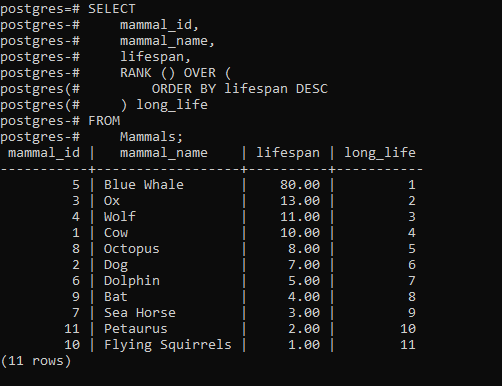 postgres=# SELECT
postgres-#     mammal_id,
postgres-#     mammal_name,
postgres-#     lifespan,
postgres-#     RANK () OVER (
postgres(#         ORDER BY lifespan DESC
postgres(#     ) long_life
postgres-# FROM
postgres-#     Mammals;
 mammal_id |   mammal_name    | lifespan | long_life
-----------+------------------+----------+-----------
         5 | Blue Whale       |    80.00 |         1
         3 | Ox               |    13.00 |         2
         4 | Wolf             |    11.00 |         3
         1 | Cow              |    10.00 |         4
         8 | Octopus          |     8.00 |         5
         2 | Dog              |     7.00 |         6
         6 | Dolphin          |     5.00 |         7
         9 | Bat              |     4.00 |         8
         7 | Sea Horse        |     3.00 |         9
        11 | Petaurus         |     2.00 |        10
        10 | Flying Squirrels |     1.00 |        11
(11 rows)